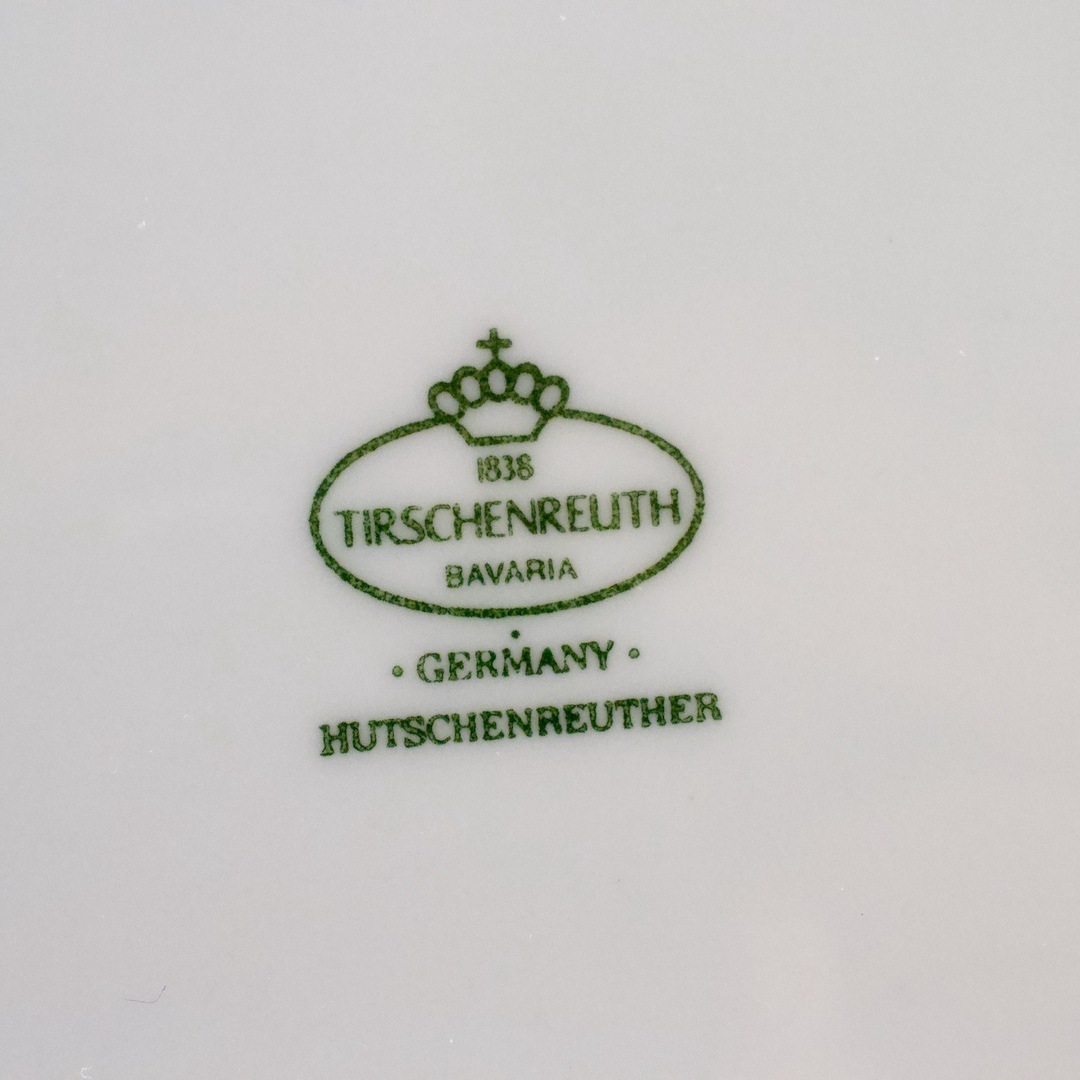 1838
TIRSCHENREUTH
BAVARIA
· GERMANY ·
HUTSCHENREUTHER